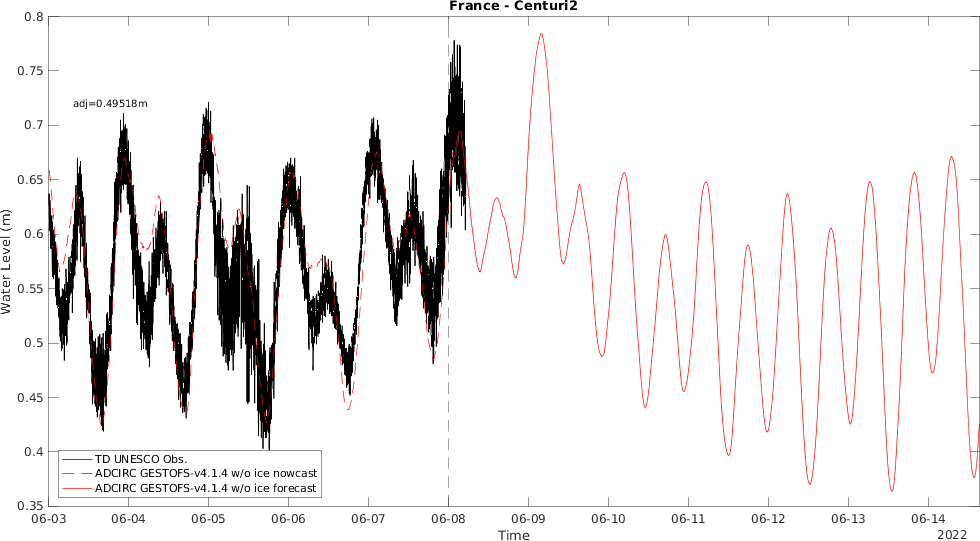 France - Centuri2
0.8
0.75
0.7
0.65
0.6
0.55
0.5
0.45
0.4
0.35
Water Level (m)
adj=0.49518m
TD UNESCO Obs.
ADCIRC GESTOFS-v4.1.4 w/o ice nowcast
ADCIRC GESTOFS-v4.1.4 w/o ice forecast
06-03 06-04 06-05 06-06 06-07 06-08 06-09 06-10 06-11 06-12 06-13 06-14
Time
2022